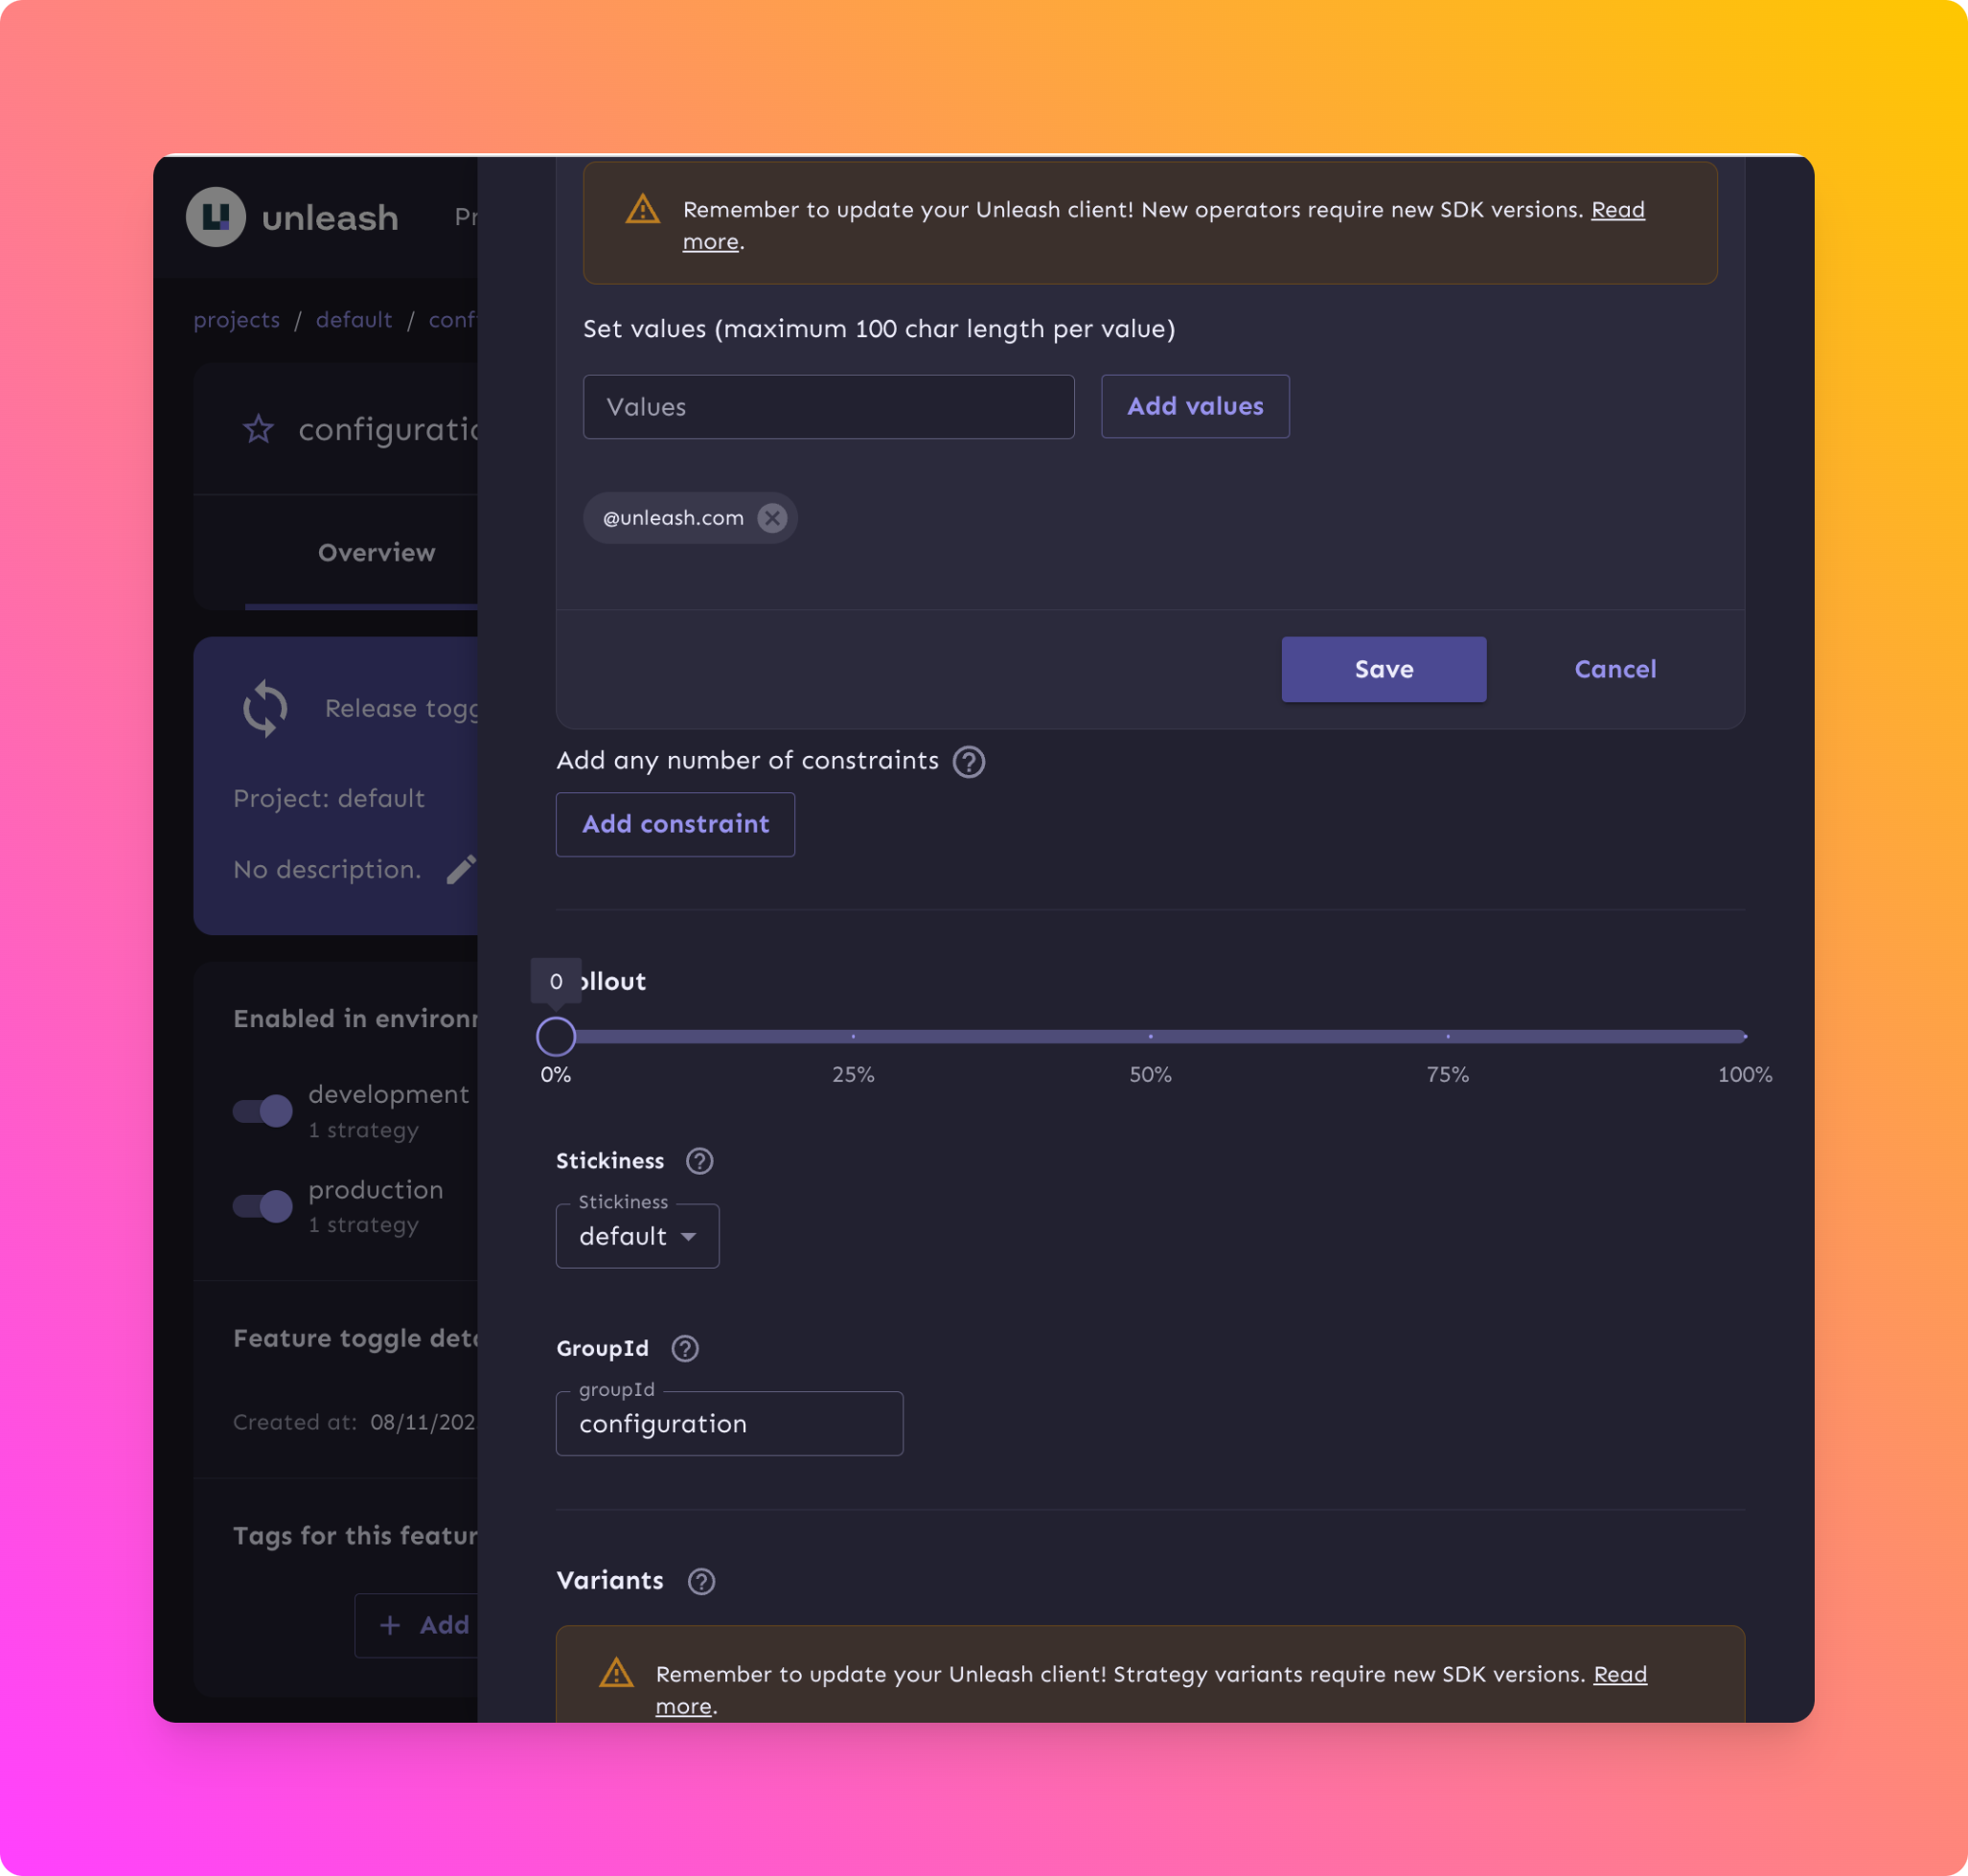 unleash
Pr
projects / default / conf
configuratio
Overview
Release togg
Project: default
No description.
Enabled in environm
development
1 strategy
production
1 strategy
Feature toggle deta
Created at: 08/11/202
Tags for this featur
+ Add
Remember to update your Unleash client! New operators require new SDK versions. Read
more.
Set values (maximum 100 char length per value)
Values
Add values
@unleash.com
Save
Cancel
Add any number of constraints
Add constraint
ollout
0
0%
25%
50%
75%
100%
Stickiness
Stickiness
default
GroupId
groupId
configuration
Variants
Remember to update your Unleash client! Strategy variants require new SDK versions. Read
more.